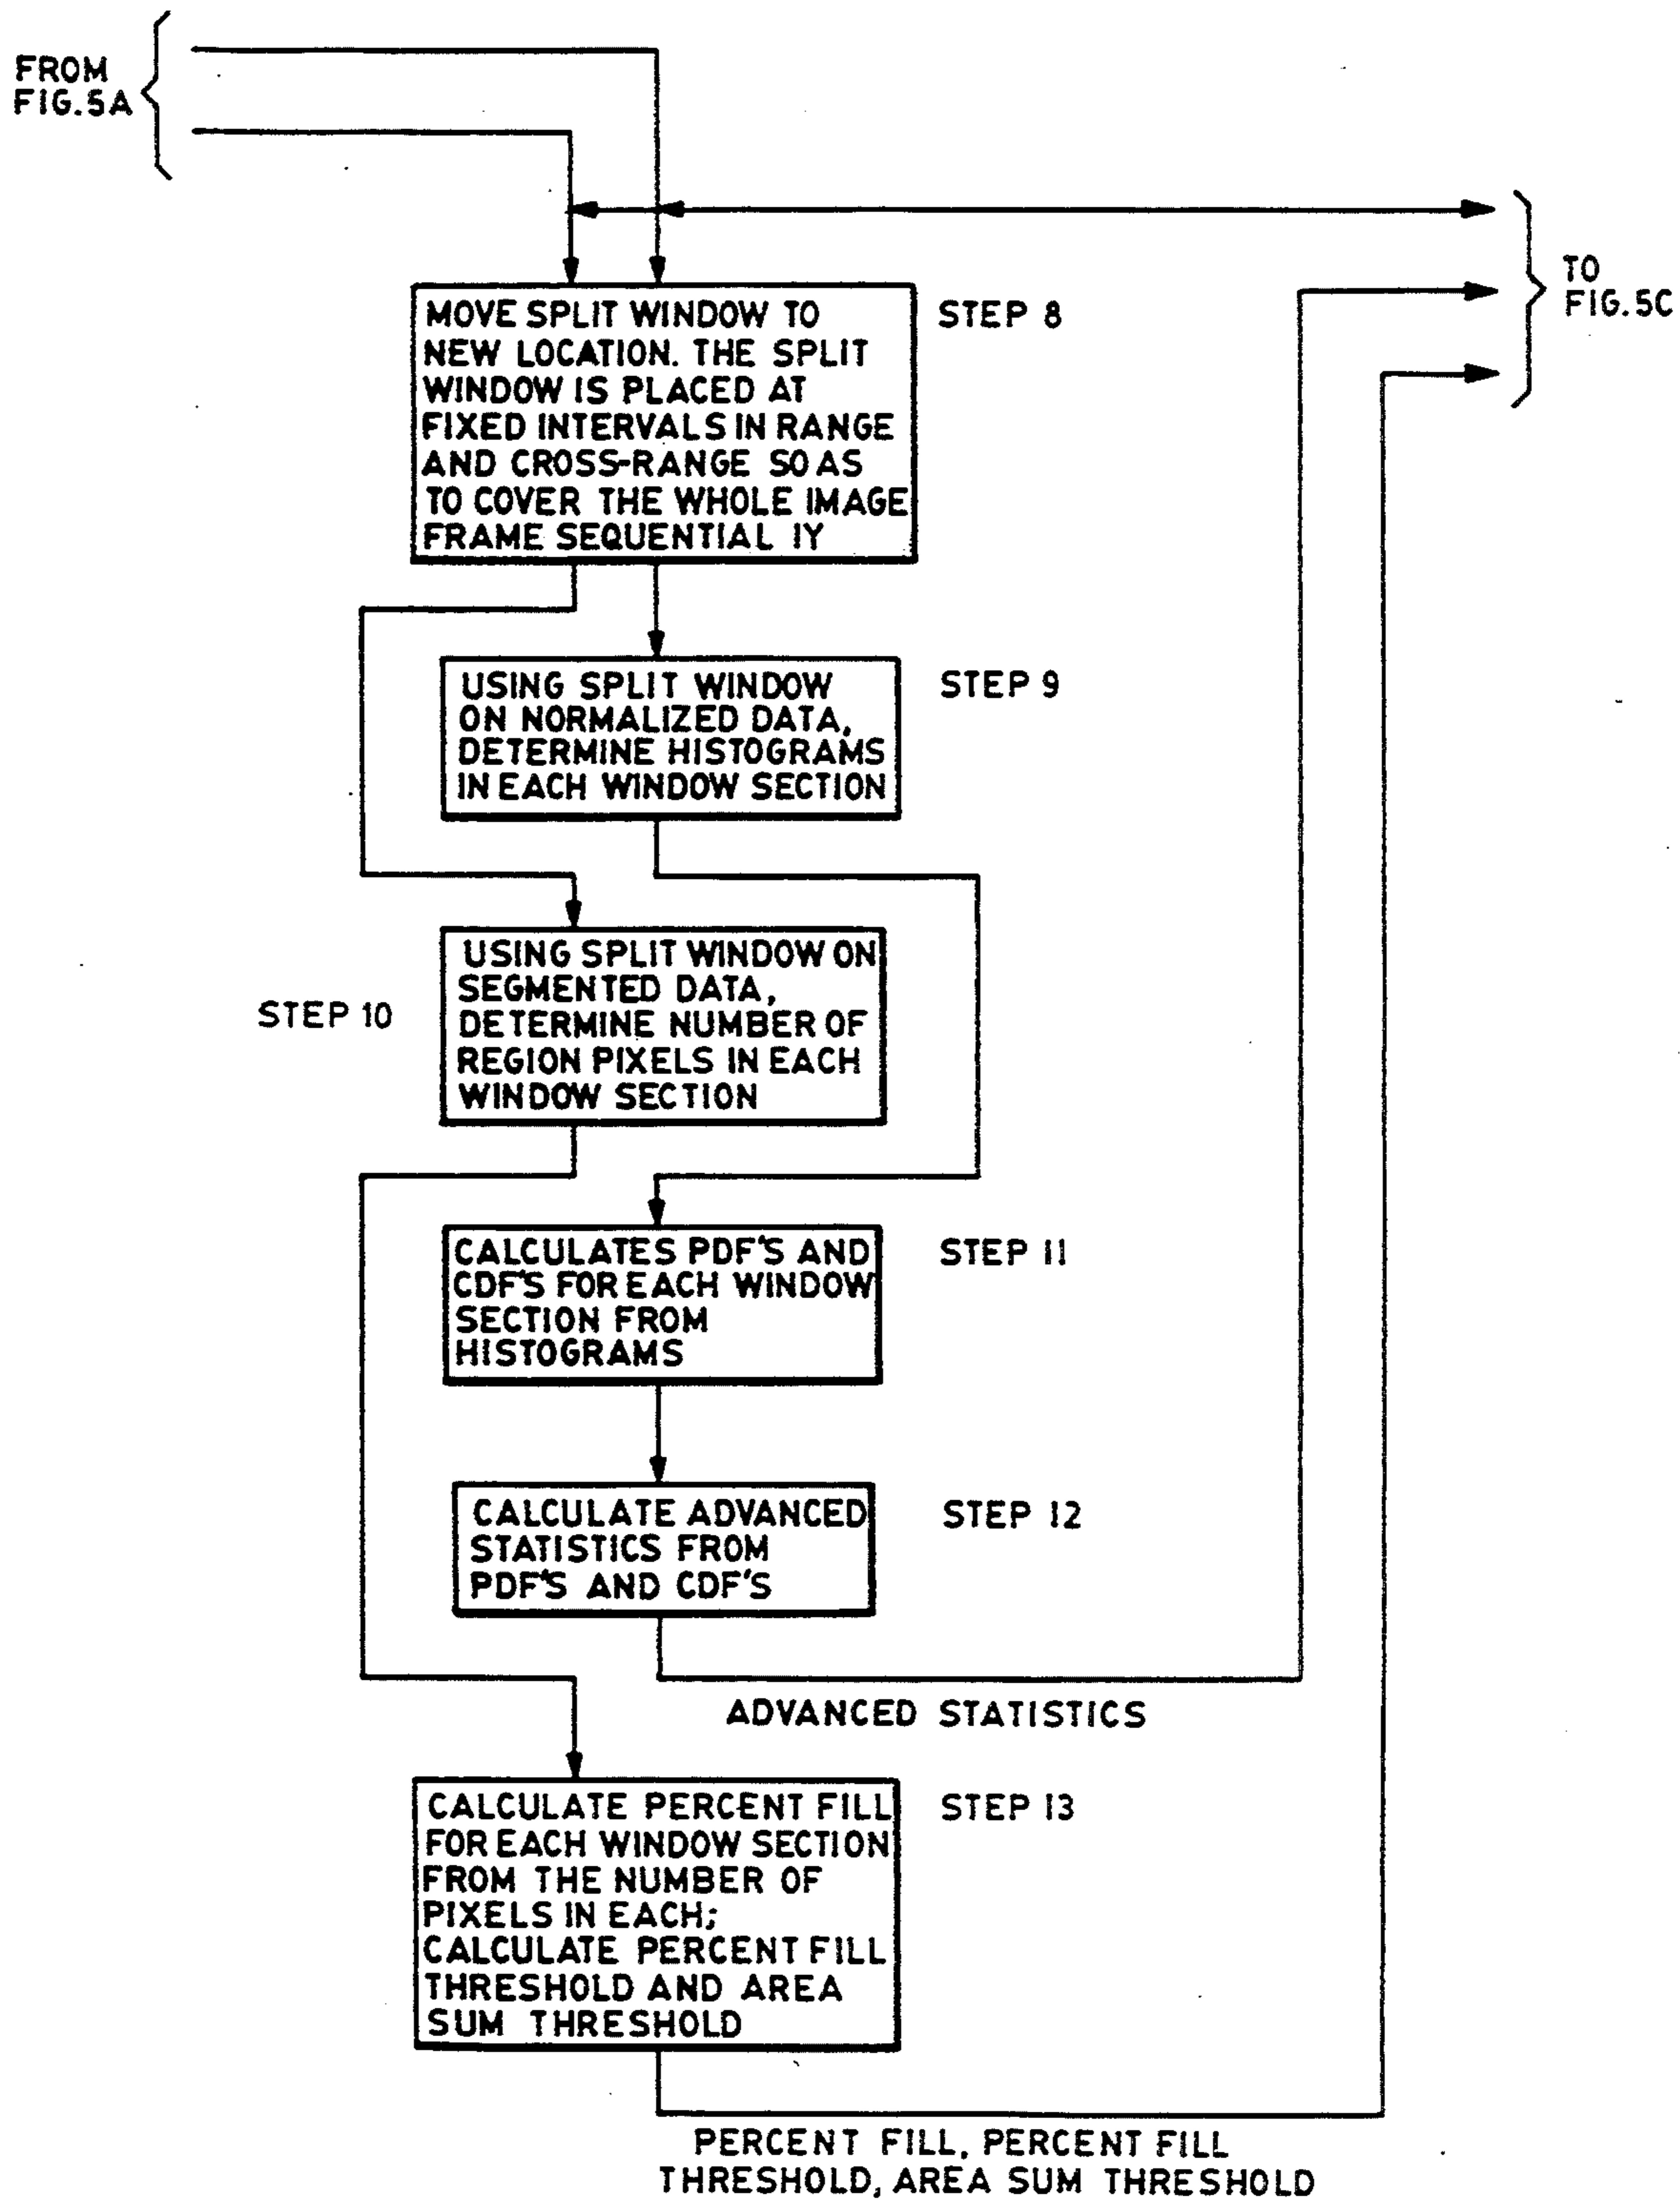 FROM
FIG.5A
TO
FIG.5C
MOVE SPLIT WINDOW TO
NEW LOCATION. THE SPLIT
WINDOW IS PLACED AT
FIXED INTERVALS IN RANGE
AND CROSS-RANGE SO AS
TO COVER THE WHOLE IMAGE
FRAME SEQUENTIAL IY
STEP 8
USING SPLIT WINDOW
ON NORMALIZED DATA,
DETERMINE HISTOGRAMS
IN EACH WINDOW SECTION
STEP 9
STEP 10
USING SPLIT WINDOW ON
SEGMENTED DATA,
DETERMINE NUMBER OF
REGION PIXELS IN EACH
WINDOW SECTION
CALCULATES PDF'S AND
CDF'S FOR EACH WINDOW
SECTION FROM
HISTOGRAMS
STEP 11
CALCULATE ADVANCED
STATISTICS FROM
PDF'S AND CDF'S
STEP 12
ADVANCED STATISTICS
CALCULATE PERCENT FILL
FOR EACH WINDOW SECTION
FROM THE NUMBER OF
PIXELS IN EACH;
CALCULATE PERCENT FILL
THRESHOLD AND AREA
SUM THRESHOLD
STEP 13
PERCENT FILL, PERCENT FILL
THRESHOLD, AREA SUM THRESHOLD